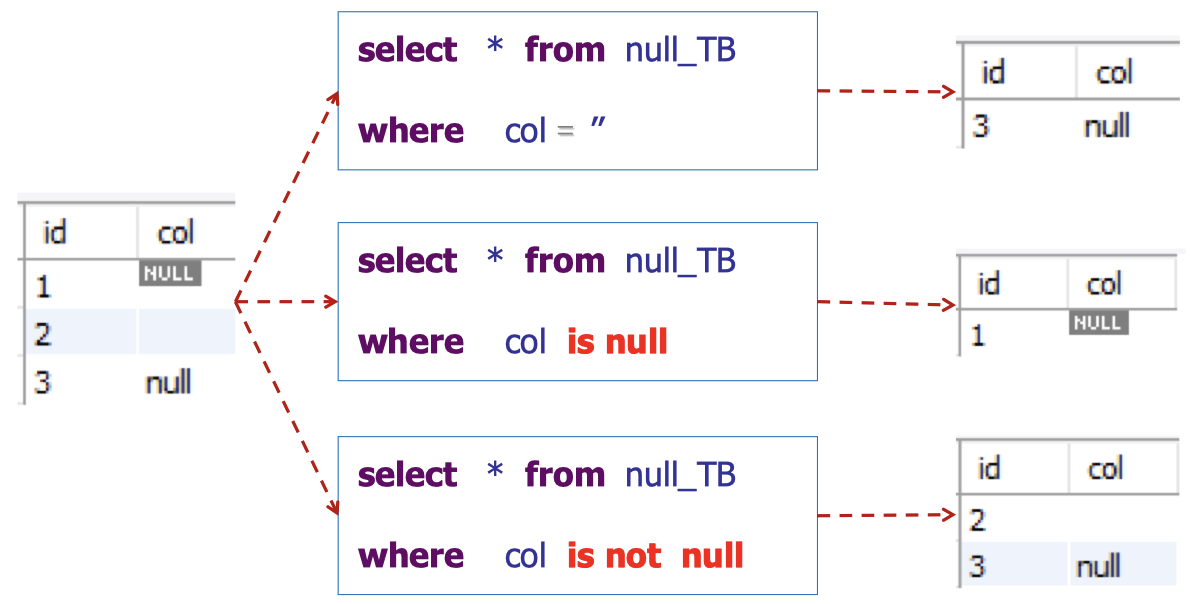 select * from null_TB
where col = ″
id col
3 null
id col
1 NULL
2
3 null
select * from null_TB
where col is null
id col
1 NULL
select * from null_TB
where col is not null
id col
2
3 null